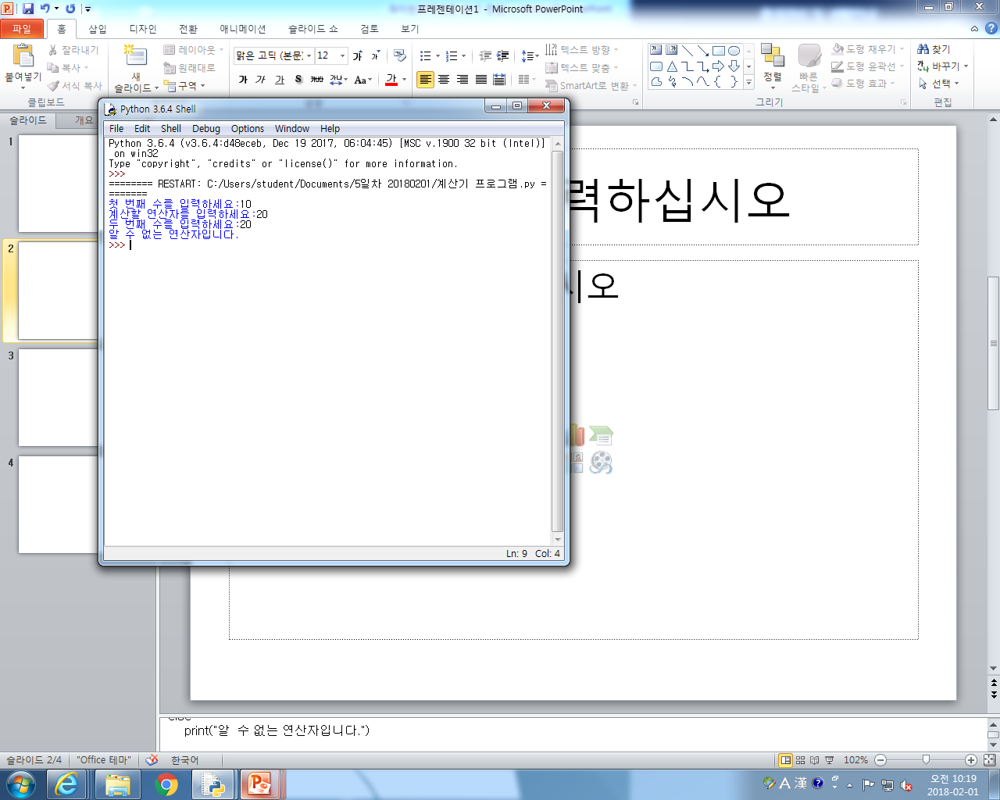 프레젠테이션1 - Microsoft PowerPoint
파일 홈 삽입 디자인 전환 애니메이션 슬라이드 쇼 검토 보기
붙여넣기
잘라내기
복사
서식 복사
클립보드
새
슬라이드
레이아웃
원래대로
구역
맑은 고딕 (본문) 12
가 가 가 S 가나 Aa 가
텍스트 방향
텍스트 맞춤
SmartArt로 변환
정렬
빠른
스타일
도형 채우기
도형 윤곽선
도형 효과
그리기
찾기
바꾸기
선택
편집
슬라이드 개요
1
2
3
4
Python 3.6.4 Shell
File Edit Shell Debug Options Window Help
Python 3.6.4 (v3.6.4:d48eceb, Dec 19 2017, 06:04:45) [MSC v.1900 32 bit (Intel)]
on win32
Type "copyright", "credits" or "license()" for more information.
>>>
======== RESTART: C:/Users/student/Documents/5일차 20180201/계산기 프로그램.py =
=======
첫 번째 수를 입력하세요:10
계산할 연산자를 입력하세요:20
두 번째 수를 입력하세요:20
알 수 없는 연산자입니다.
>>>
Ln: 9 Col: 4
력하십시오
시오
else
print("알 수 없는 연산자입니다.")
슬라이드 2/4 "Office 테마" 한국어 102%
A 漢
오전 10:19
2018-02-01